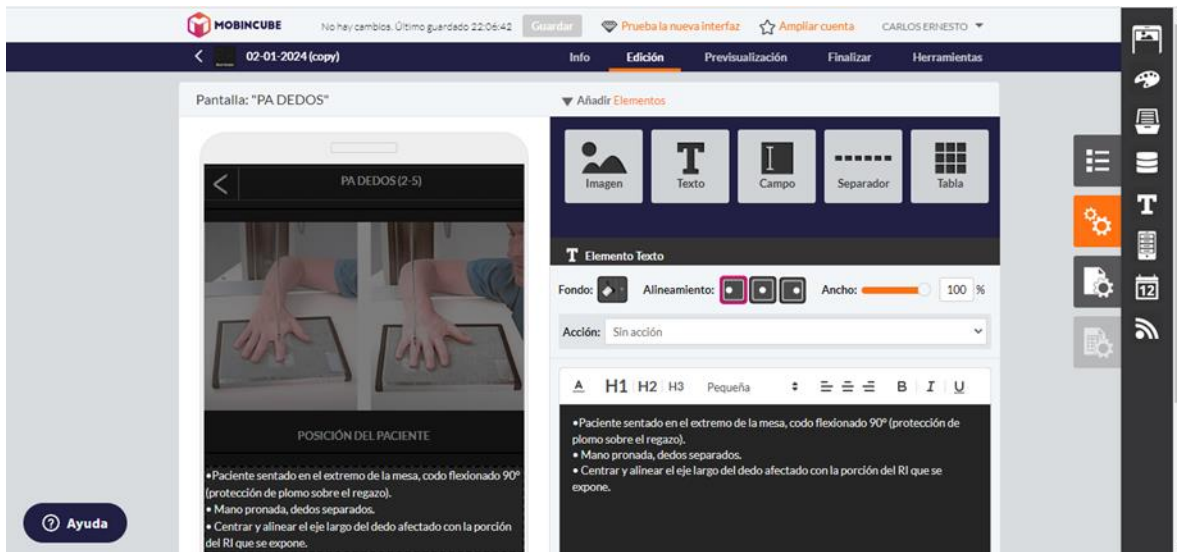 MOBINCUBE
No hay cambios. Último guardado 22:06:42
Guardar
Prueba la nueva interfaz
Ampliar cuenta
CARLOS ERNESTO
02-01-2024 (copy)
Info
Edición
Previsualización
Finalizar
Herramientas
Pantalla: "PA DEDOS"
Añadir Elementos
PA DEDOS (2-5)
Imagen
Texto
Campo
Separador
Tabla
T Elemento Texto
Fondo:
Alineamiento:
Ancho:
100 %
Acción:
Sin acción
A H1 H2 H3 Pequeña B I U
POSICIÓN DEL PACIENTE
•Paciente sentado en el extremo de la mesa, codo flexionado 90°
(protección de plomo sobre el regazo).
• Mano pronada, dedos separados.
• Centrar y alinear el eje largo del dedo afectado con la porción
del RI que se expone.
•Paciente sentado en el extremo de la mesa, codo flexionado 90° (protección de
plomo sobre el regazo).
• Mano pronada, dedos separados.
• Centrar y alinear el eje largo del dedo afectado con la porción del RI que se
expone.
Ayuda
T
12